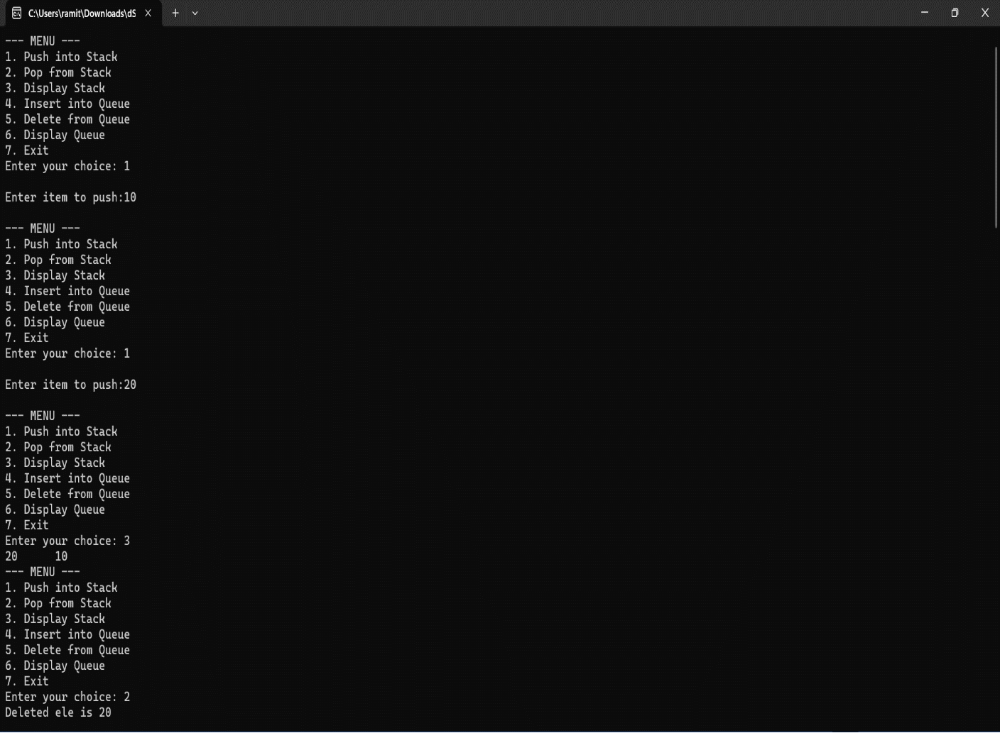 C:\Users\ramit\Downloads\dS
--- MENU ---
1. Push into Stack
2. Pop from Stack
3. Display Stack
4. Insert into Queue
5. Delete from Queue
6. Display Queue
7. Exit
Enter your choice: 1
Enter item to push:10
--- MENU ---
1. Push into Stack
2. Pop from Stack
3. Display Stack
4. Insert into Queue
5. Delete from Queue
6. Display Queue
7. Exit
Enter your choice: 1
Enter item to push:20
--- MENU ---
1. Push into Stack
2. Pop from Stack
3. Display Stack
4. Insert into Queue
5. Delete from Queue
6. Display Queue
7. Exit
Enter your choice: 3
20      10
--- MENU ---
1. Push into Stack
2. Pop from Stack
3. Display Stack
4. Insert into Queue
5. Delete from Queue
6. Display Queue
7. Exit
Enter your choice: 2
Deleted ele is 20